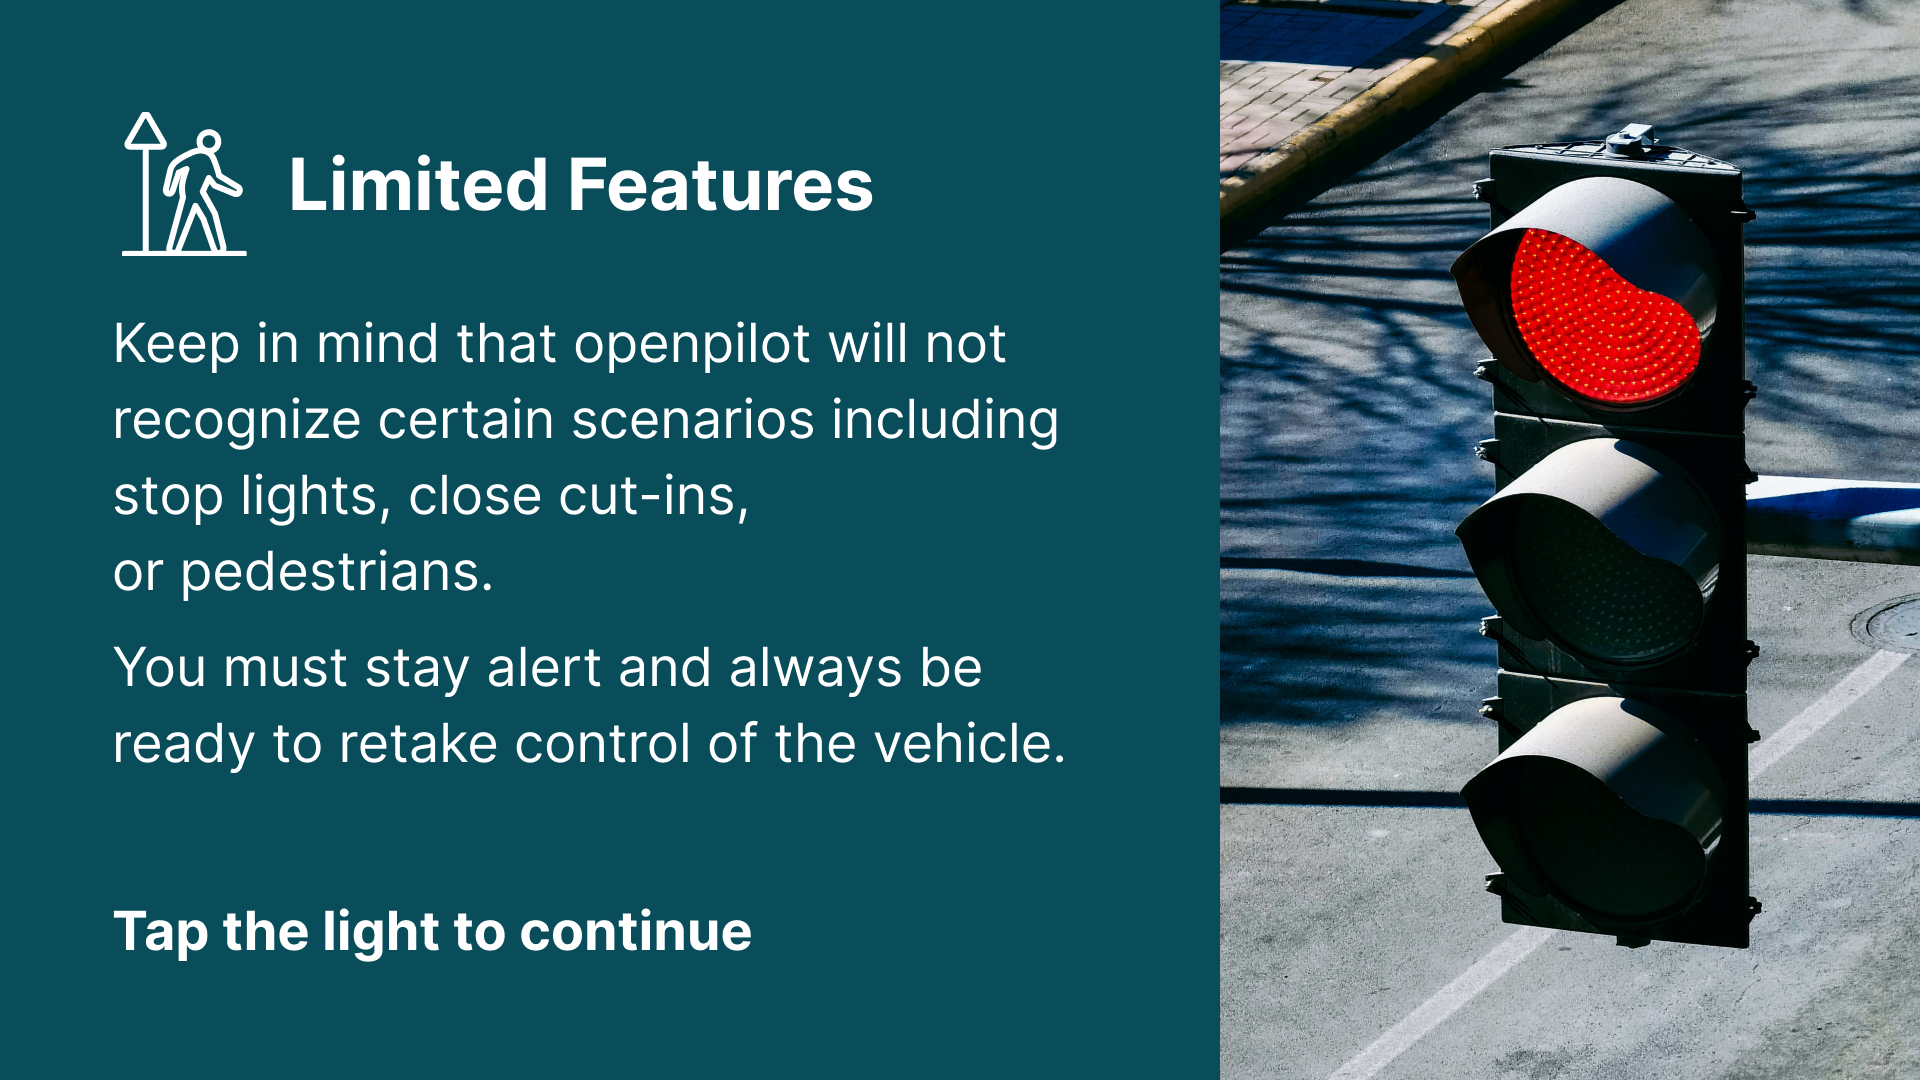 Limited Features
Keep in mind that openpilot will not
recognize certain scenarios including
stop lights, close cut-ins,
or pedestrians.
You must stay alert and always be
ready to retake control of the vehicle.
Tap the light to continue